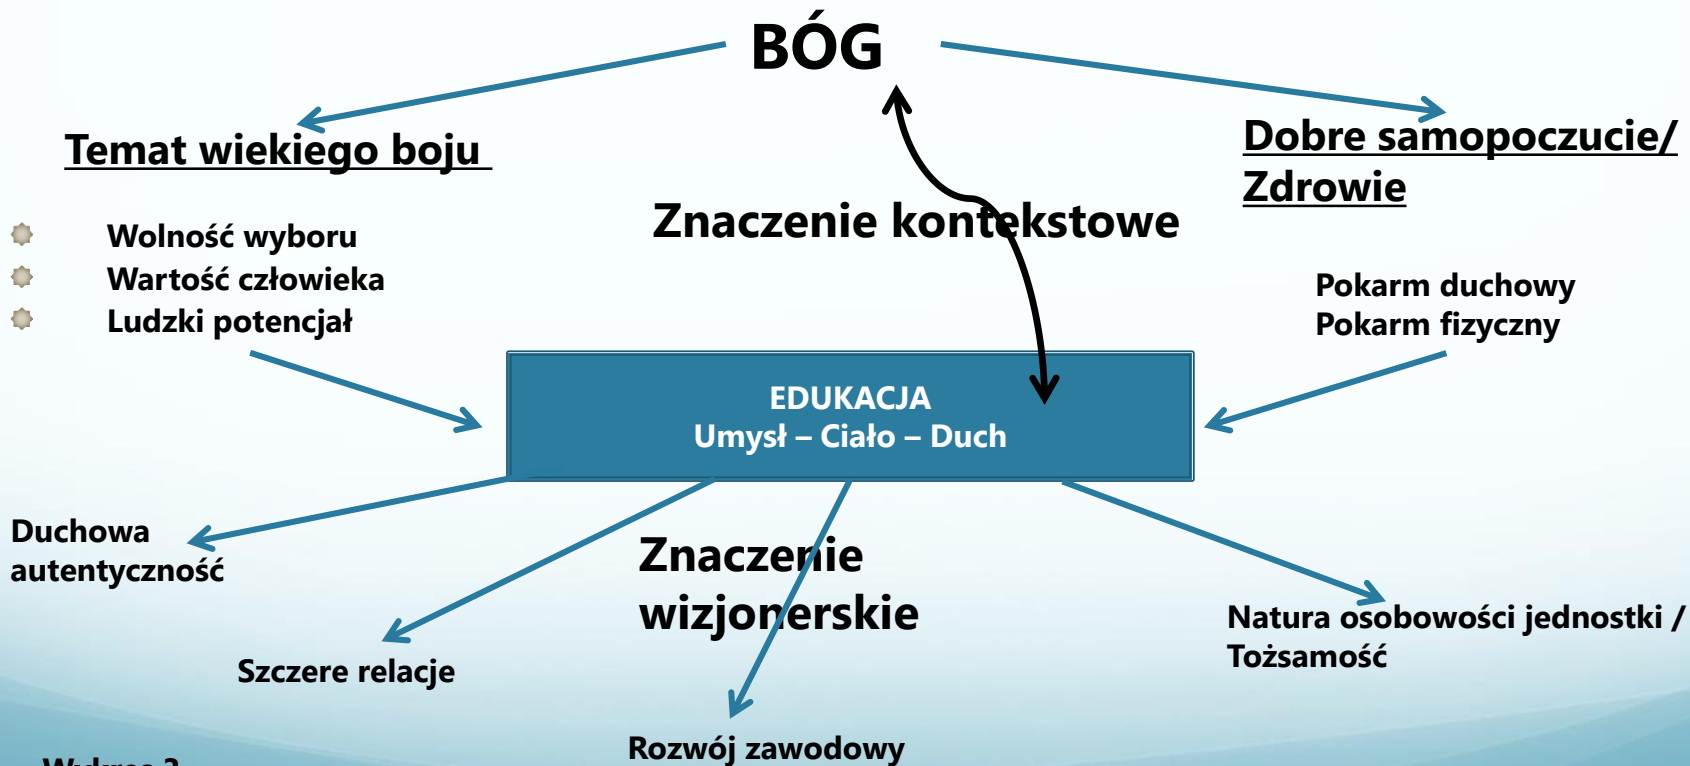 BÓG
Temat wiekiego boju
Dobre samopoczucie/
Zdrowie
Wolność wyboru
Wartość człowieka
Ludzki potencjał
Znaczenie kontekstowe
Pokarm duchowy
Pokarm fizyczny
EDUKACJA
Umysł – Ciało – Duch
Duchowa
autentyczność
Znaczenie
wizjonerskie
Szczere relacje
Natura osobowości jednostki /
Tożsamość
Rozwój zawodowy